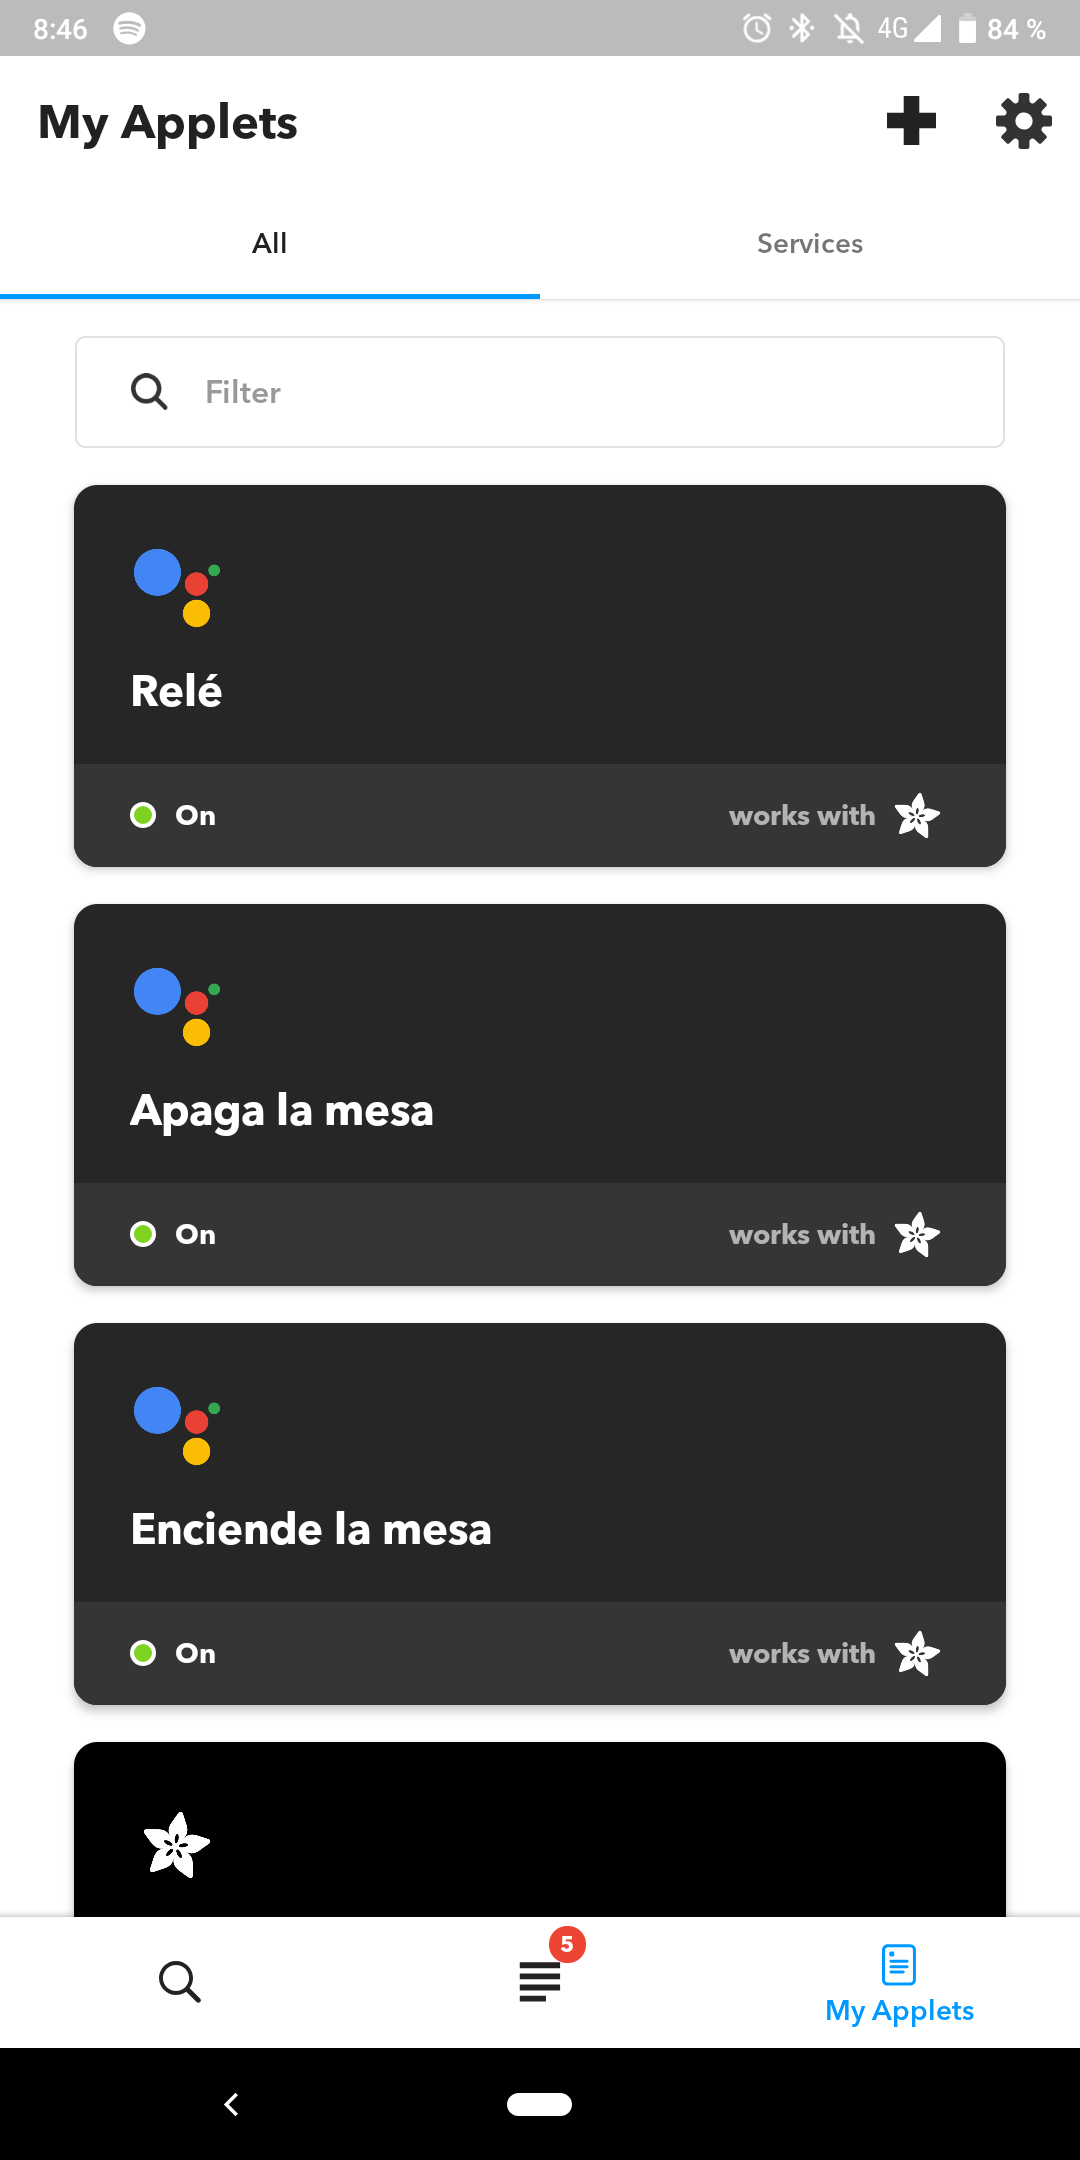 8:46 4G 84 %
My Applets
All Services
Filter
Relé
On works with
Apaga la mesa
On works with
Enciende la mesa
On works with
5
My Applets